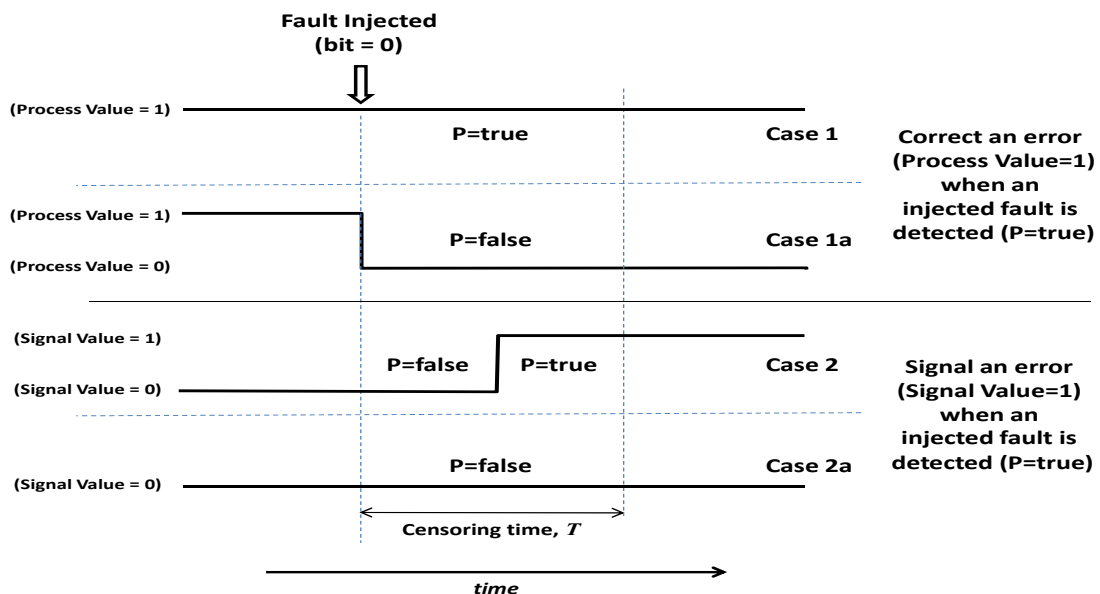 Fault Injected
(bit = 0)
(Process Value = 1)
P=true
Case 1
Correct an error
(Process Value=1)
when an
injected fault is
detected (P=true)
(Process Value = 1)
P=false
Case 1a
(Process Value = 0)
(Signal Value = 1)
P=false
P=true
Case 2
(Signal Value = 0)
Signal an error
(Signal Value=1)
when an
injected fault is
detected (P=true)
P=false
Case 2a
(Signal Value = 0)
Censoring time, T
time